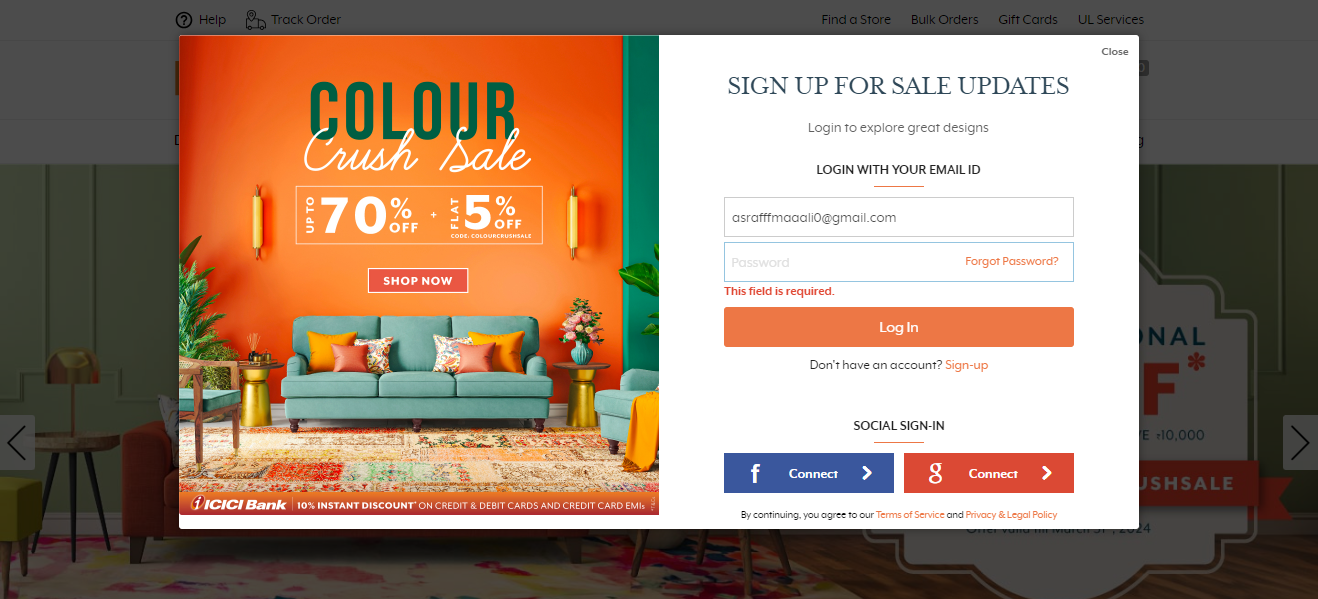 Help
Track Order
Find a Store
Bulk Orders
Gift Cards
UL Services
COLOUR
Crush Sale
UP TO 70% OFF + FLAT 5% OFF
CODE: COLOURCRUSHSALE
SHOP NOW
ICICI Bank | 10% INSTANT DISCOUNT* ON CREDIT & DEBIT CARDS AND CREDIT CARD EMIs
Close
SIGN UP FOR SALE UPDATES
Login to explore great designs
LOGIN WITH YOUR EMAIL ID
asrafffmaaali0@gmail.com
Password
Forgot Password?
This field is required.
Log In
Don't have an account? Sign-up
SOCIAL SIGN-IN
f Connect
g Connect
By continuing, you agree to our Terms of Service and Privacy & Legal Policy
ONAL
F*
₹10,000
USHSALE
Offer valid till March 31, 2024